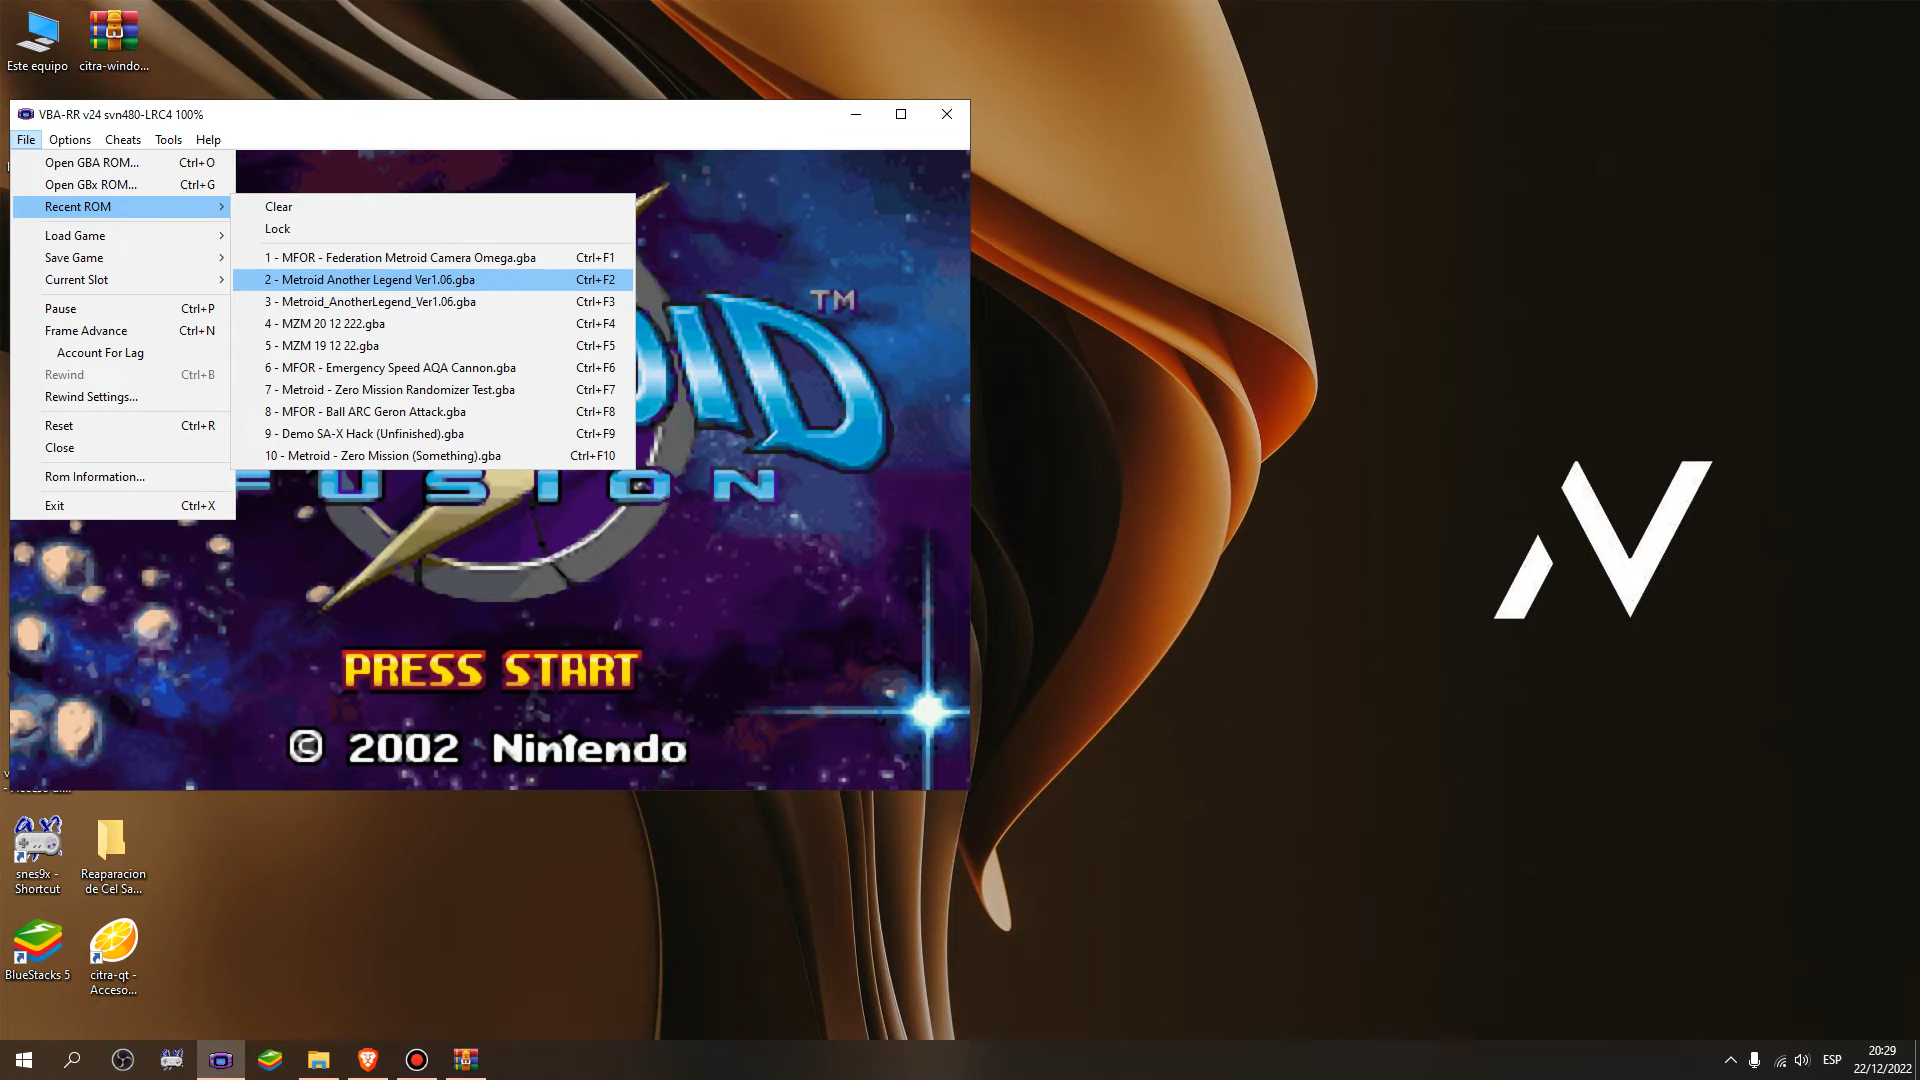 Este equipo
citra-windo...
VBA-RR v24 svn480-LRC4 100%
File Options Cheats Tools Help
Open GBA ROM... Ctrl+O
Open GBx ROM... Ctrl+G
Recent ROM
Load Game
Save Game
Current Slot
Pause Ctrl+P
Frame Advance Ctrl+N
Account For Lag
Rewind Ctrl+B
Rewind Settings...
Reset Ctrl+R
Close
Rom Information...
Exit Ctrl+X
Clear
Lock
1 - MFOR - Federation Metroid Camera Omega.gba Ctrl+F1
2 - Metroid Another Legend Ver1.06.gba Ctrl+F2
3 - Metroid_AnotherLegend_Ver1.06.gba Ctrl+F3
4 - MZM 20 12 222.gba Ctrl+F4
5 - MZM 19 12 22.gba Ctrl+F5
6 - MFOR - Emergency Speed AQA Cannon.gba Ctrl+F6
7 - Metroid - Zero Mission Randomizer Test.gba Ctrl+F7
8 - MFOR - Ball ARC Geron Attack.gba Ctrl+F8
9 - Demo SA-X Hack (Unfinished).gba Ctrl+F9
10 - Metroid - Zero Mission (Something).gba Ctrl+F10
OID TM
FUSION
PRESS START
© 2002 Nintendo
snes9x -
Shortcut
Reaparacion
de Cel Sa...
BlueStacks 5
citra-qt -
Acceso...
ESP
20:29
22/12/2022